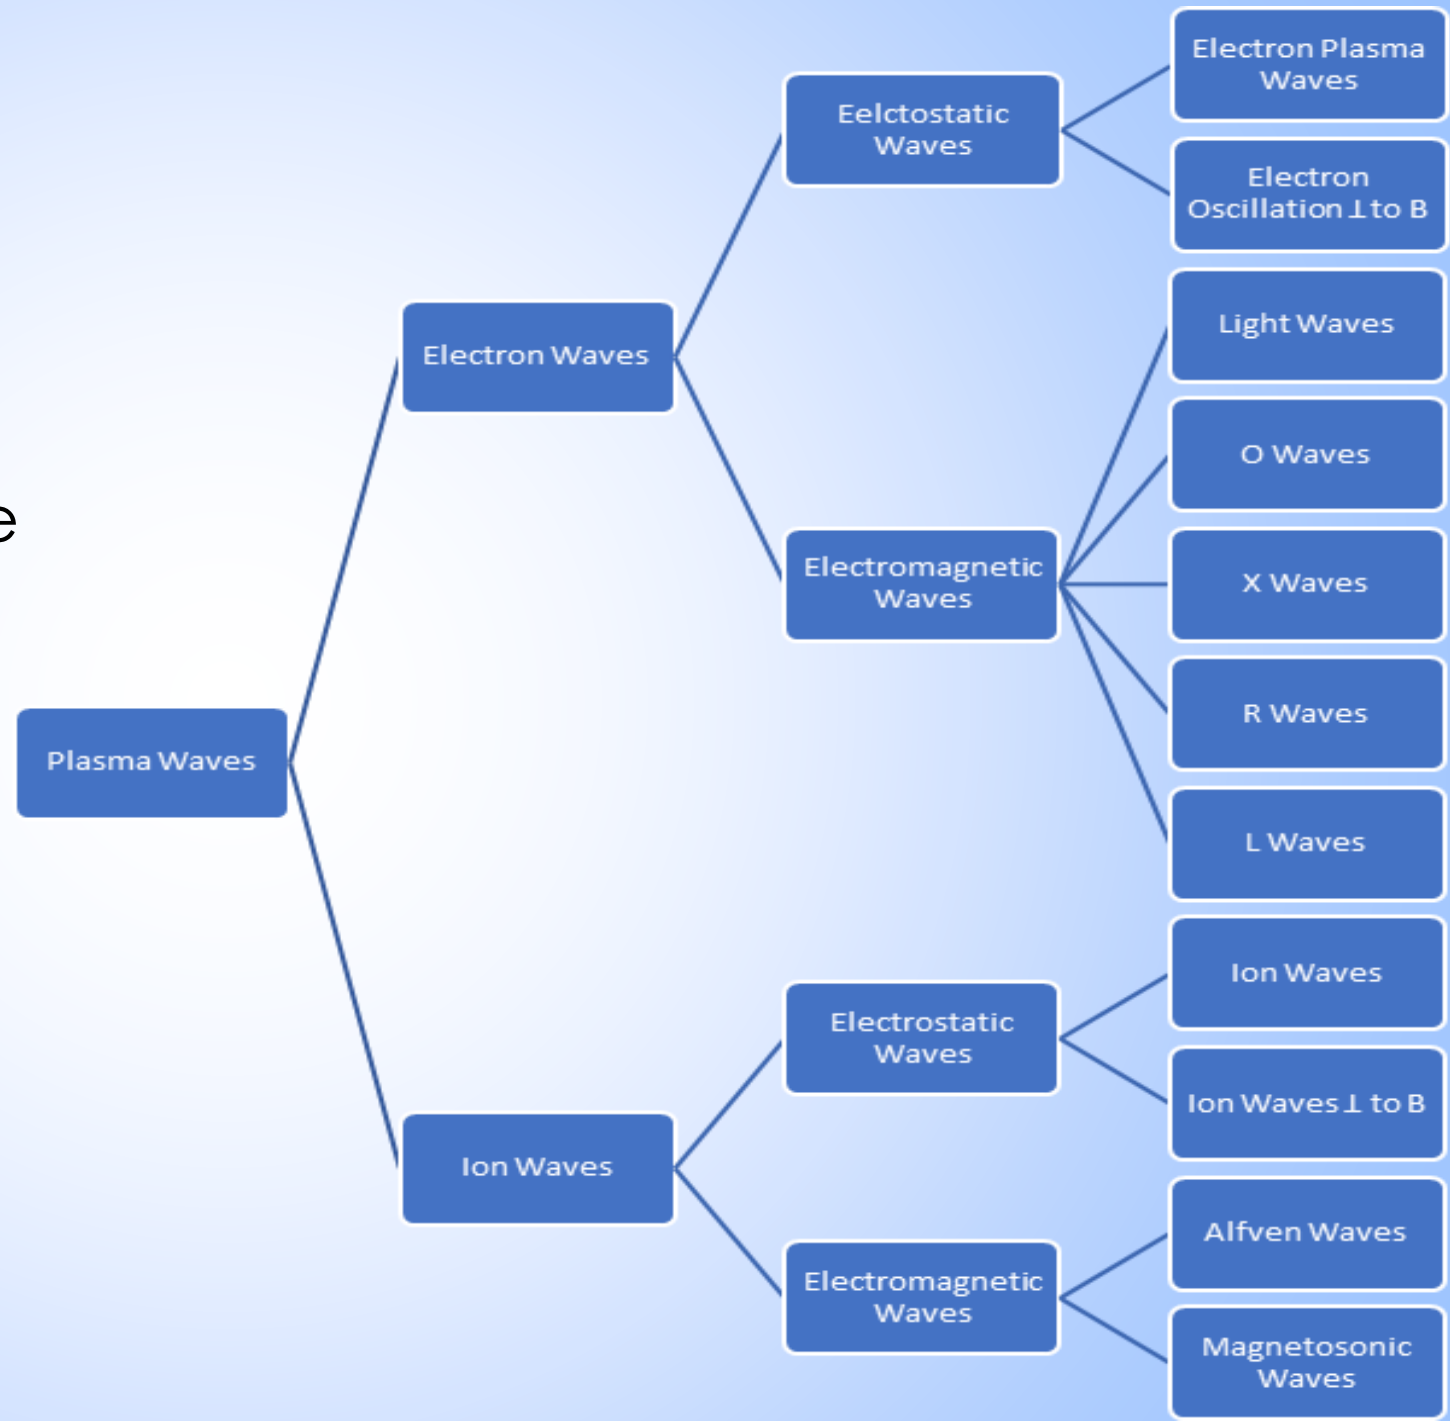 Electron Plasma
Waves
Eelctostatic
Waves
Electron
Oscillation ⊥ to B
Light Waves
Electron Waves
O Waves
e
Electromagnetic
Waves
X Waves
R Waves
Plasma Waves
L Waves
Ion Waves
Electrostatic
Waves
Ion Waves ⊥ to B
Ion Waves
Alfven Waves
Electromagnetic
Waves
Magnetosonic
Waves